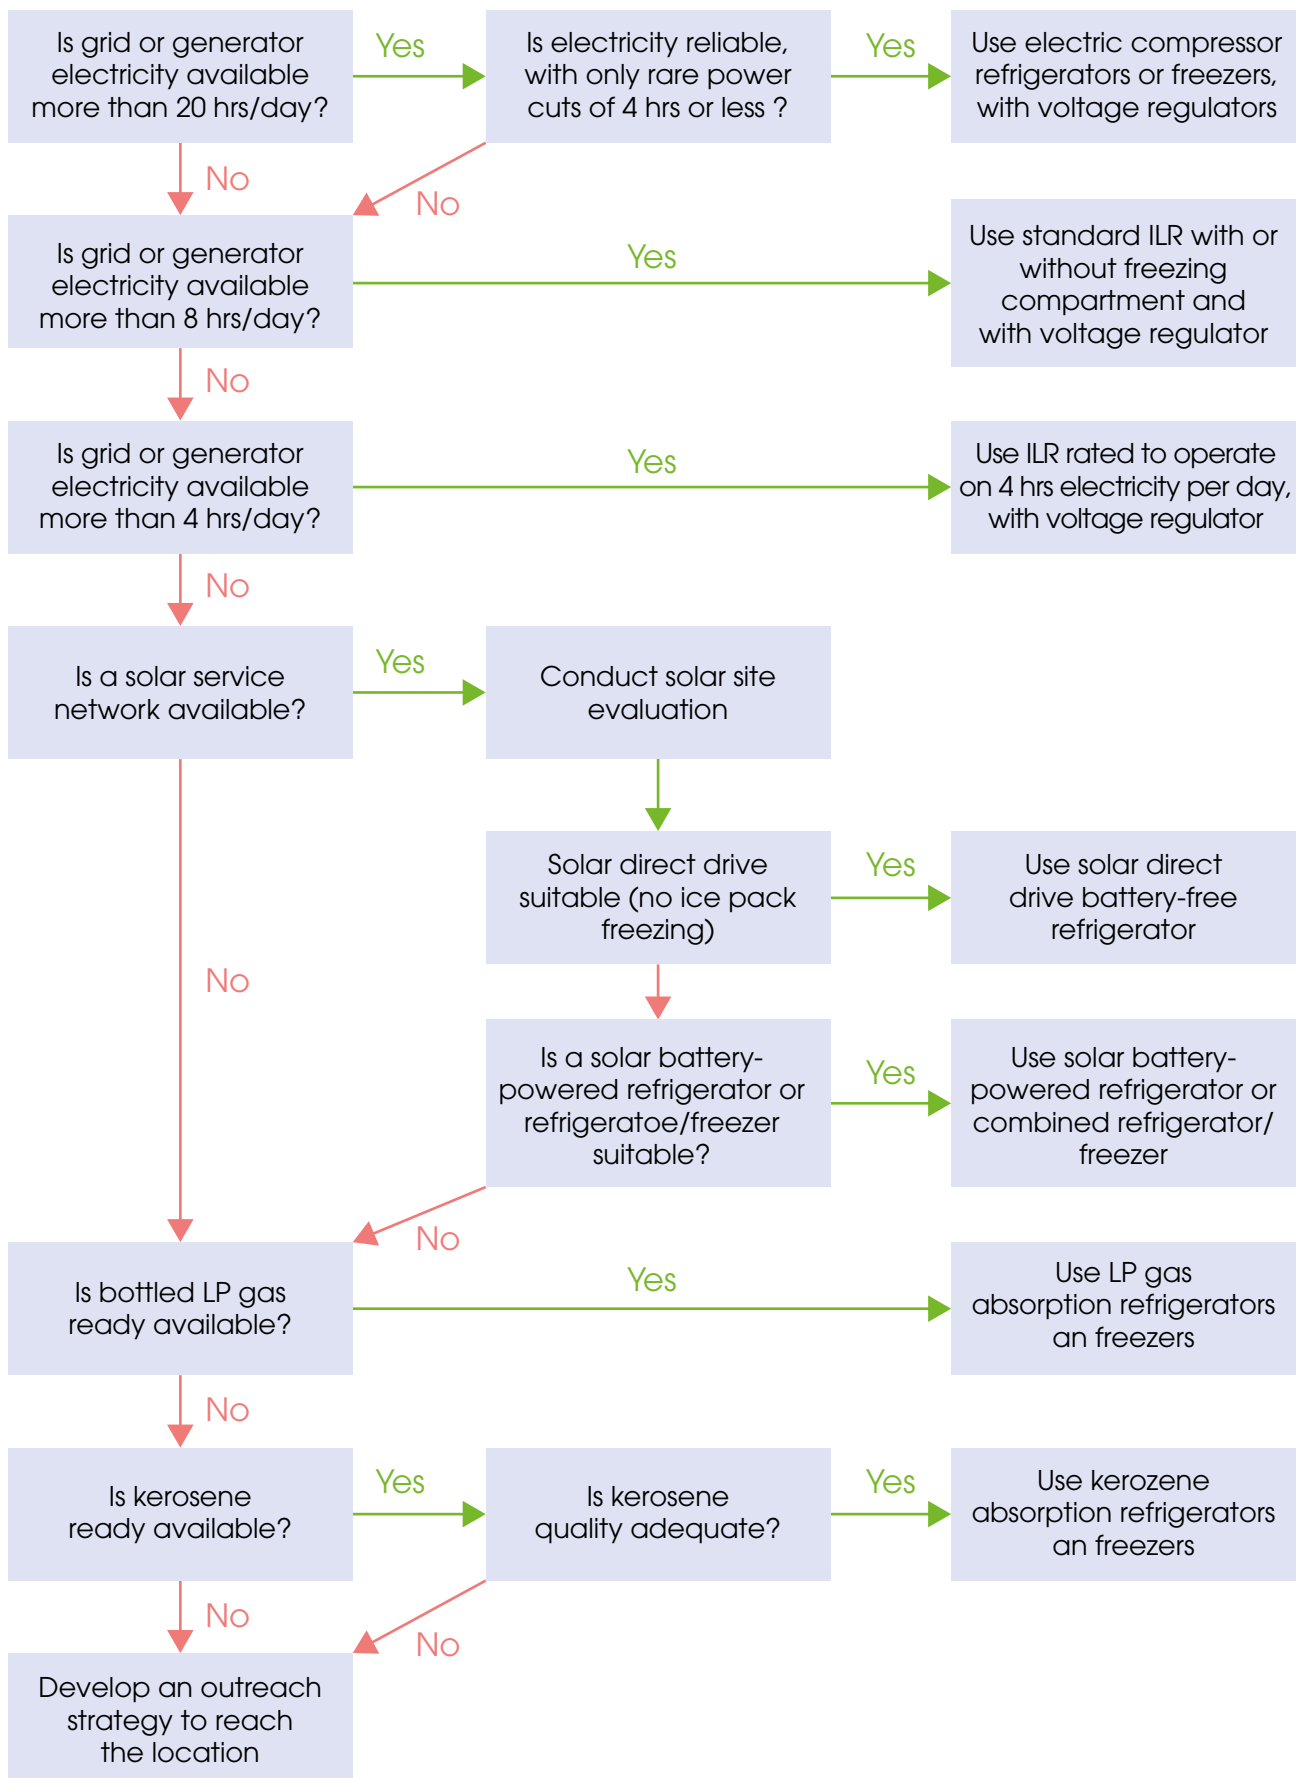 Is grid or generator
electricity available
more than 20 hrs/day?
Yes
Is electricity reliable,
with only rare power
cuts of 4 hrs or less ?
Yes
Use electric compressor
refrigerators or freezers,
with voltage regulators
No
No
Is grid or generator
electricity available
more than 8 hrs/day?
Yes
Use standard ILR with or
without freezing
compartment and
with voltage regulator
No
Is grid or generator
electricity available
more than 4 hrs/day?
Yes
Use ILR rated to operate
on 4 hrs electricity per day,
with voltage regulator
No
Is a solar service
network available?
Yes
Conduct solar site
evaluation
Solar direct drive
suitable (no ice pack
freezing)
Yes
Use solar direct
drive battery-free
refrigerator
No
Is a solar battery-
powered refrigerator or
refrigeratoe/freezer
suitable?
Yes
Use solar battery-
powered refrigerator or
combined refrigerator/
freezer
No
Is bottled LP gas
ready available?
Yes
Use LP gas
absorption refrigerators
an freezers
No
Is kerosene
ready available?
Yes
Is kerosene
quality adequate?
Yes
Use kerozene
absorption refrigerators
an freezers
No
No
Develop an outreach
strategy to reach
the location